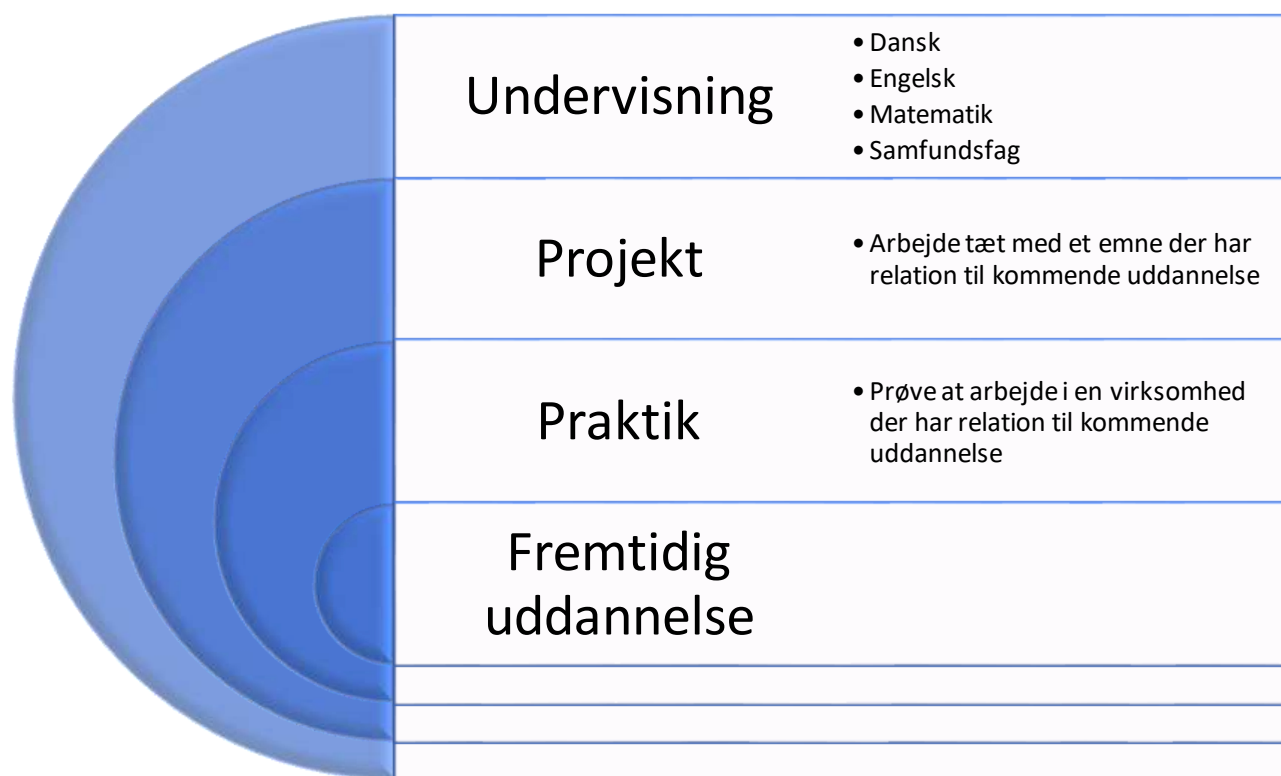 Undervisning
• Dansk
• Engelsk
• Matematik
• Samfundsfag
Projekt
• Arbejde tæt med et emne der har
relation til kommende uddannelse
Praktik
• Prøve at arbejde i en virksomhed
der har relation til kommende
uddannelse
Fremtidig
uddannelse